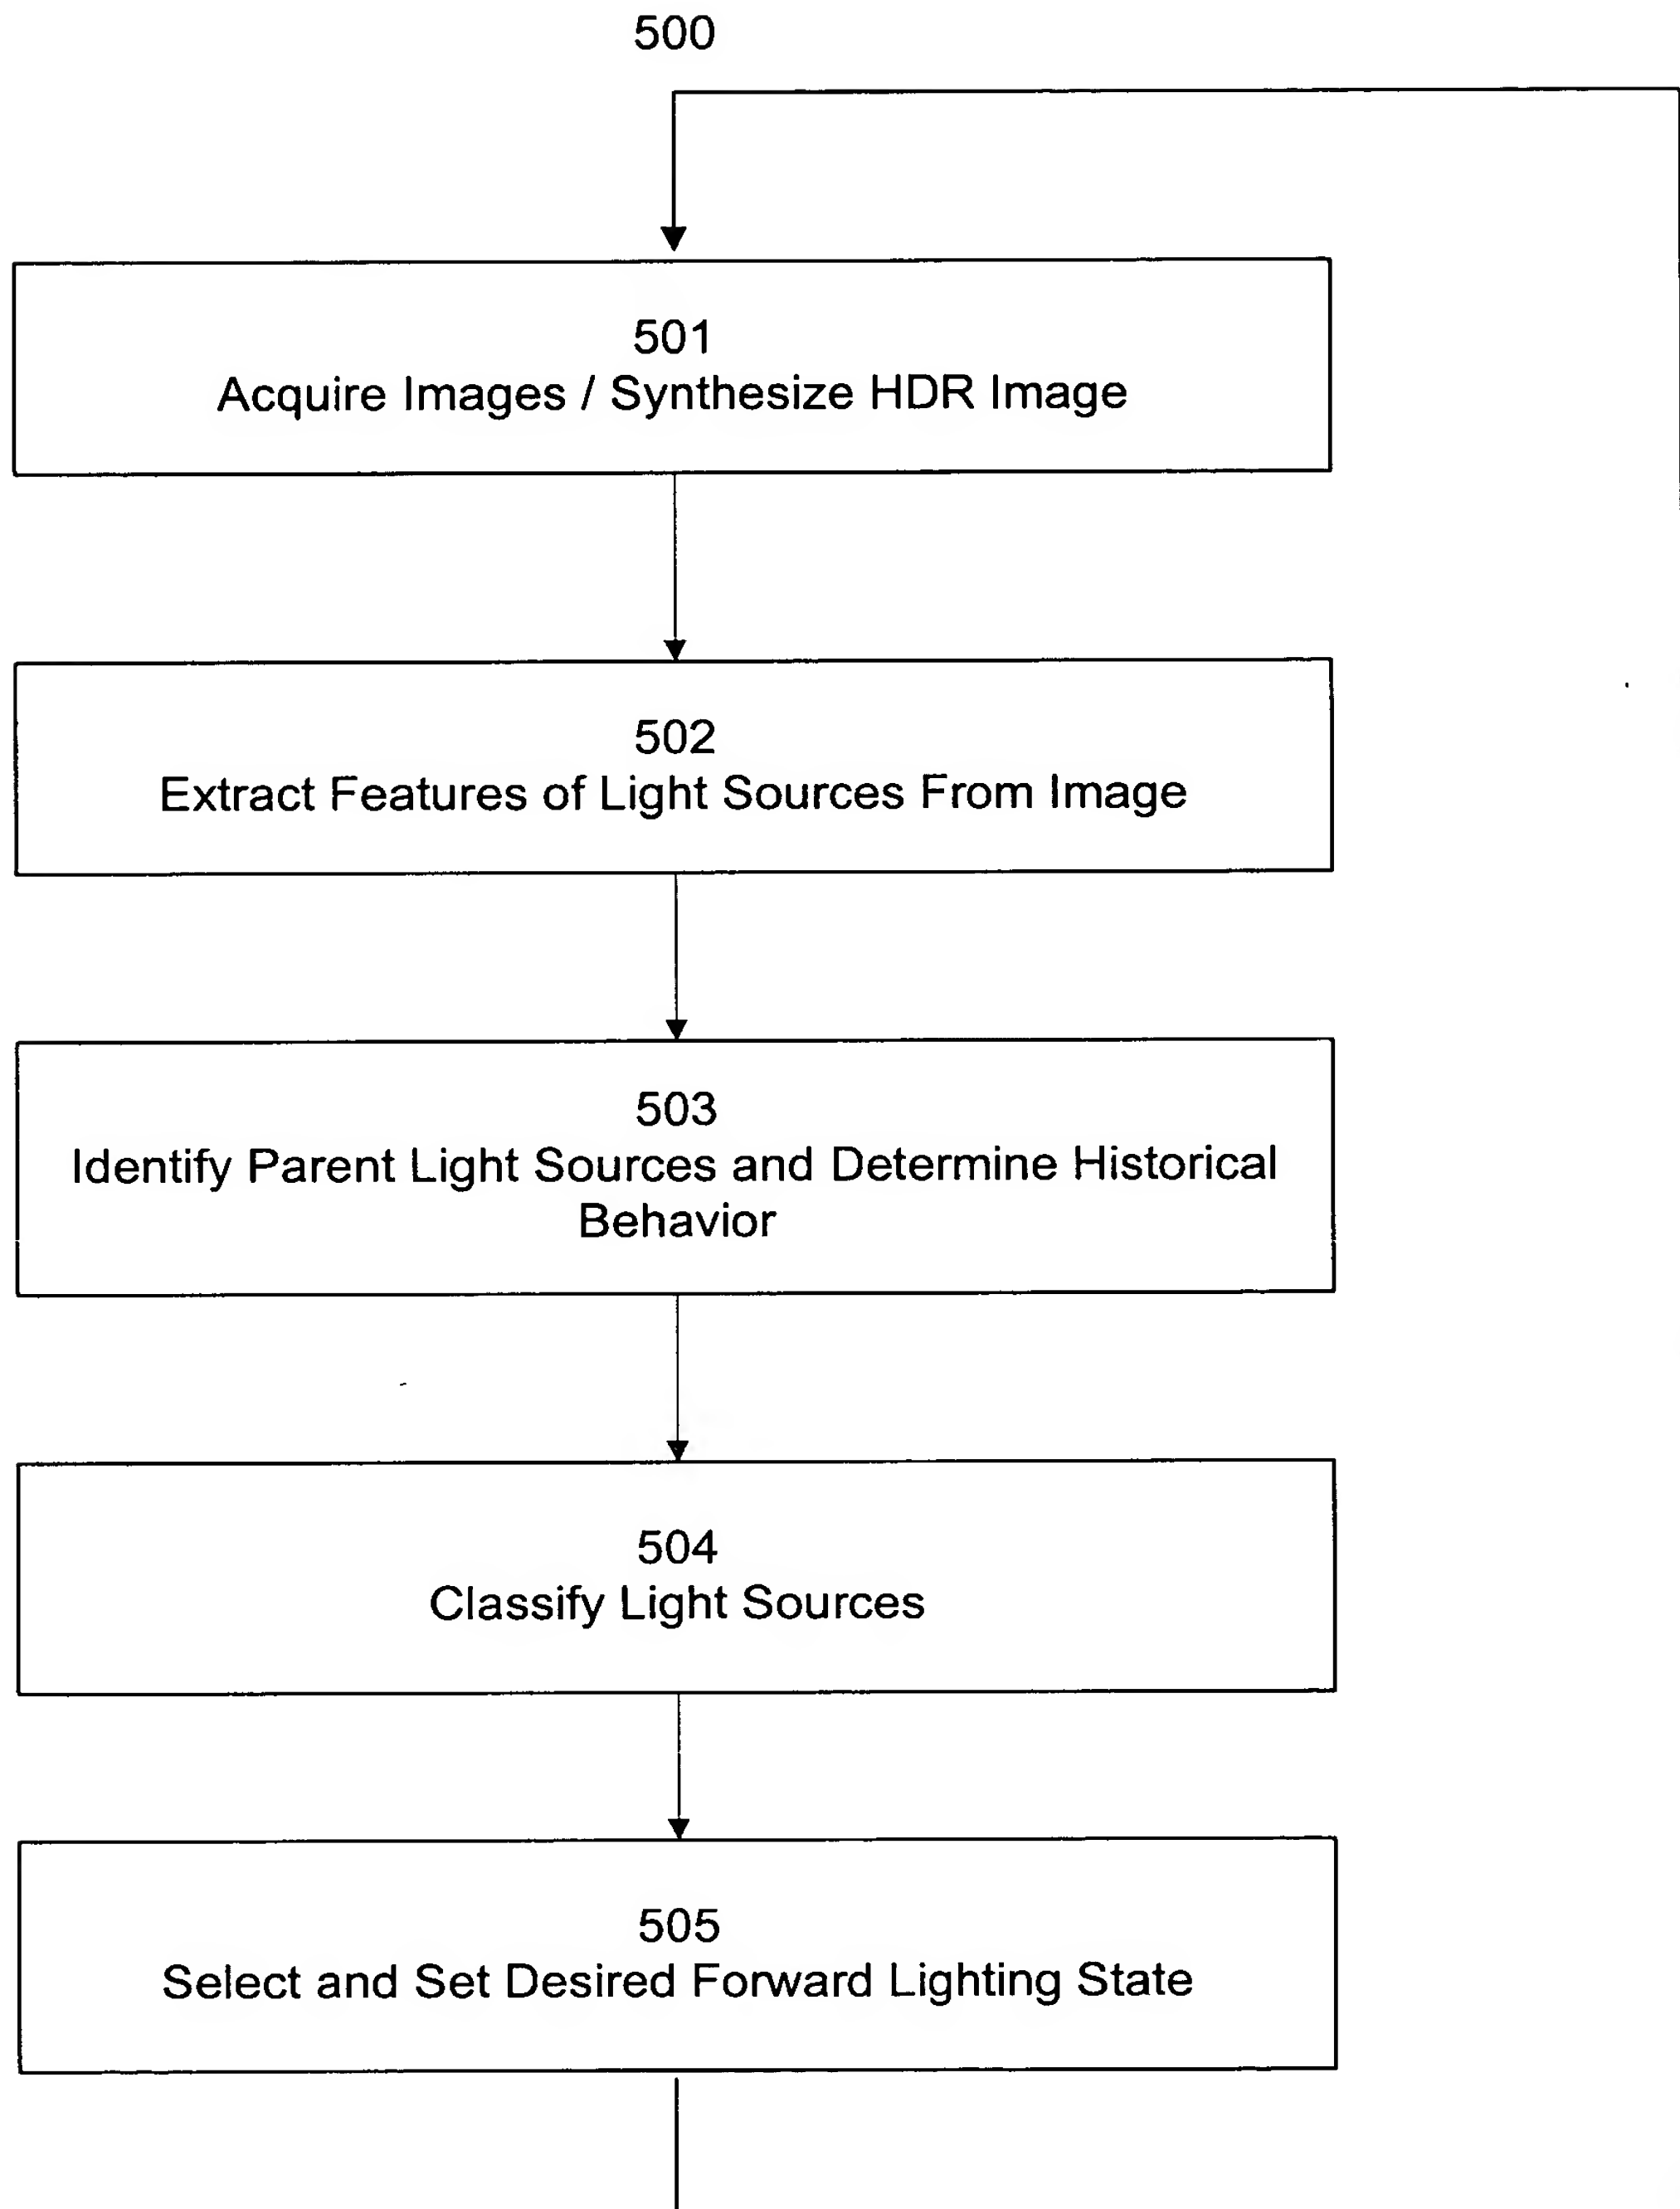 500
501
Acquire Images / Synthesize HDR Image
502
Extract Features of Light Sources From Image
503
Identify Parent Light Sources and Determine Historical
Behavior
504
Classify Light Sources
505
Select and Set Desired Forward Lighting State